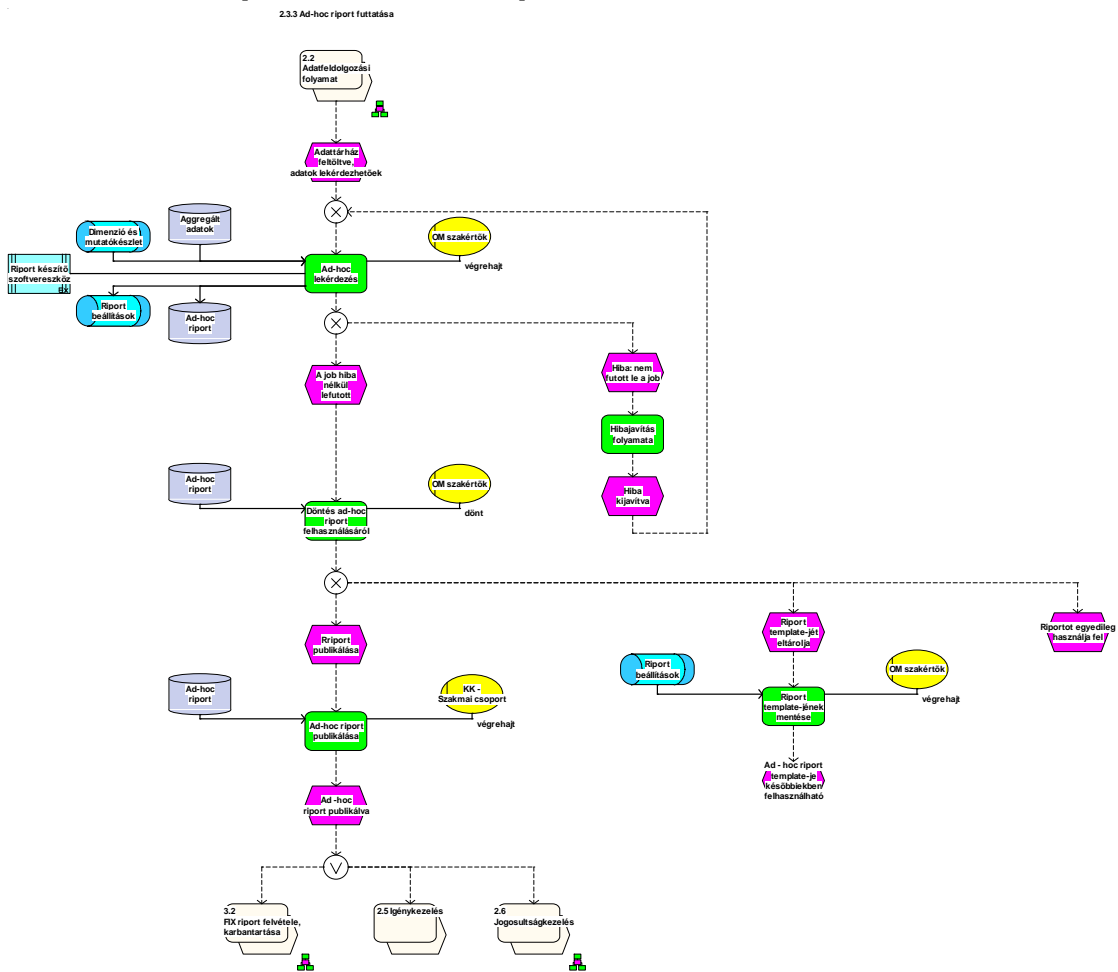 2.3.3 Ad-hoc riport futtatása
2.2
Adatfeldolgozási
folyamat
Adattárház
feltöltve,
adatok lekérdezhetőek
Dimenzió és
mutatókészlet
Aggregált
adatok
OM szakértők
végrehajt
Riport készítő
szoftvereszköz
Ad-hoc
lekérdezés
Riport
beállítások
Ad-hoc
riport
A job hiba
nélkül
lefutott
Hiba: nem
futott le a job
Hibajavítás
folyamata
Hiba
kijavítva
Ad-hoc
riport
OM szakértők
dönt
Döntés ad-hoc
riport
felhasználásáról
Rriport
publikálása
Riport
template-jét
eltárolja
Riportot egyedileg
használja fel
Ad-hoc
riport
KK -
Szakmai csoport
végrehajt
Ad-hoc riport
publikálása
Riport
beállítások
OM szakértők
végrehajt
Riport
template-jének
mentése
Ad -hoc
riport publikálva
Ad - hoc riport
template-je
későbbiekben
felhasználható
3.2
FIX riport felvétele,
karbantartása
2.5 Igénykezelés
2.6
Jogosultságkezelés